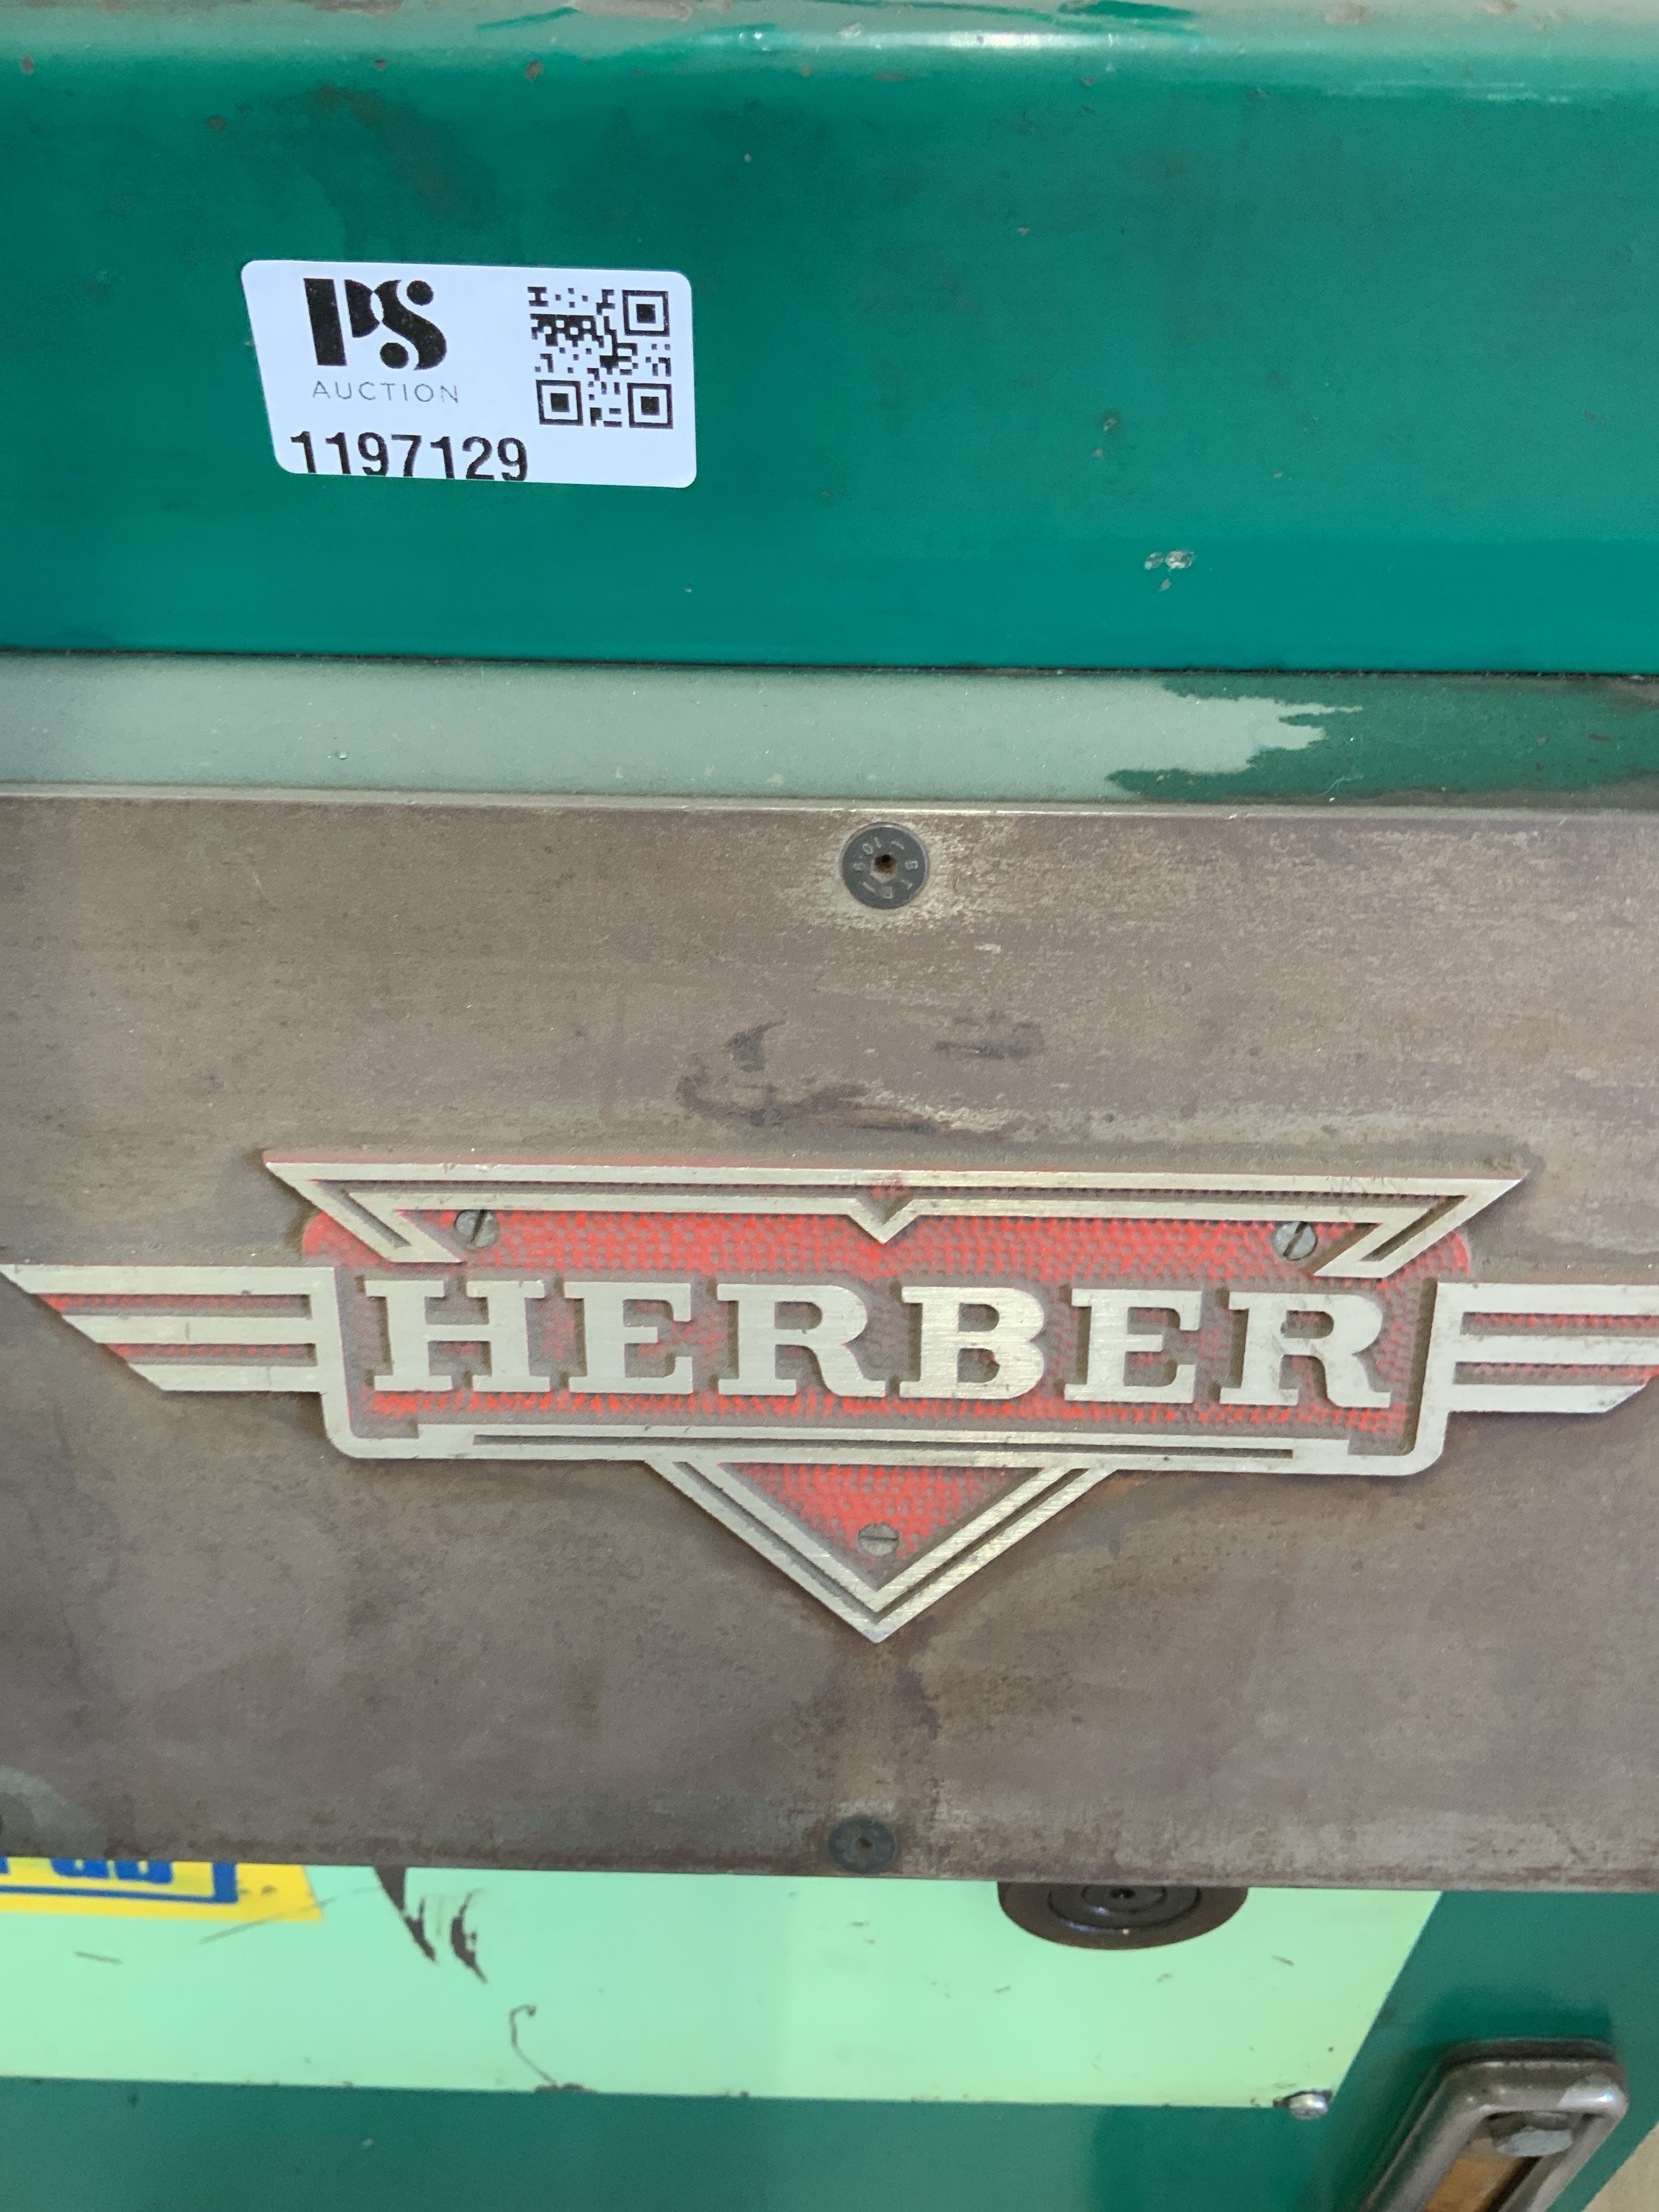 PS
AUCTION
1197129
HERBER